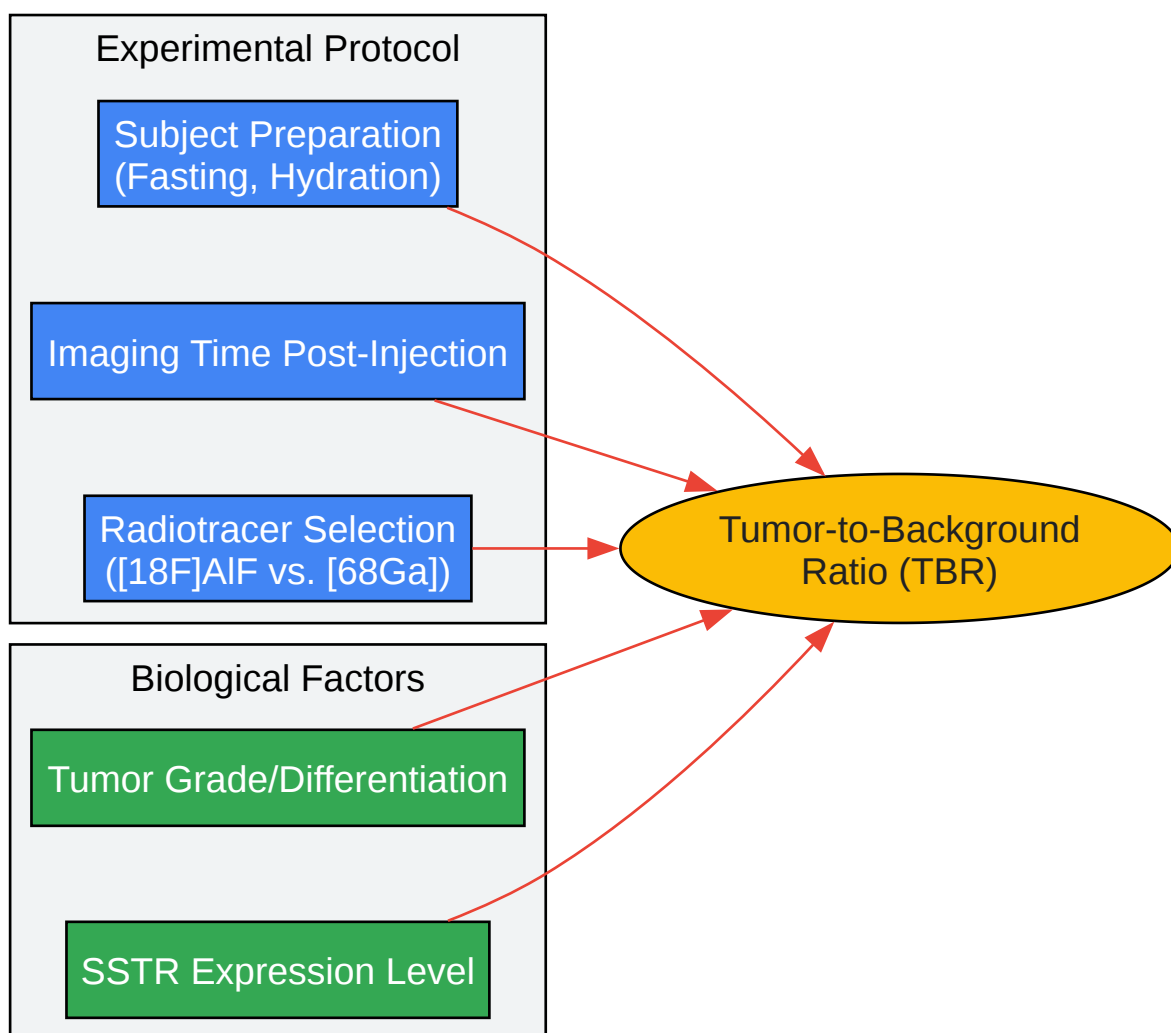 Experimental Protocol
Subject Preparation
(Fasting, Hydration)
Imaging Time Post-Injection
Radiotracer Selection
([18F]AlF vs. [68Ga])
Tumor-to-Background
Ratio (TBR)
Biological Factors
Tumor Grade/Differentiation
SSTR Expression Level